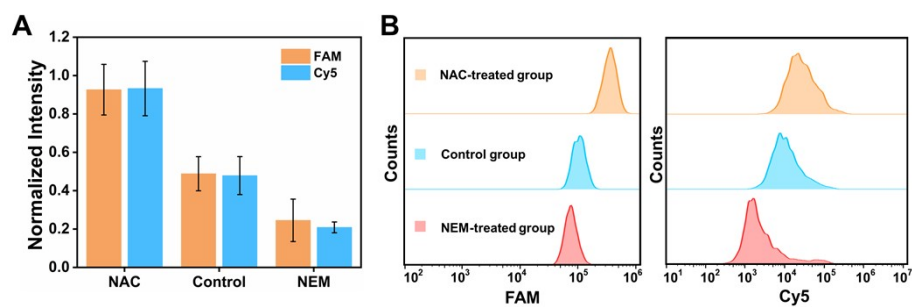 A
Normalized Intensity
1.2
1.0
0.8
0.6
0.4
0.2
0.0
FAM
Cy5
NAC
Control
NEM
B
Counts
NAC-treated group
Control group
NEM-treated group
10² 10³ 10⁴ 10⁵ 10⁶
FAM
Counts
10¹ 10² 10³ 10⁴ 10⁵ 10⁶ 10⁷
Cy5